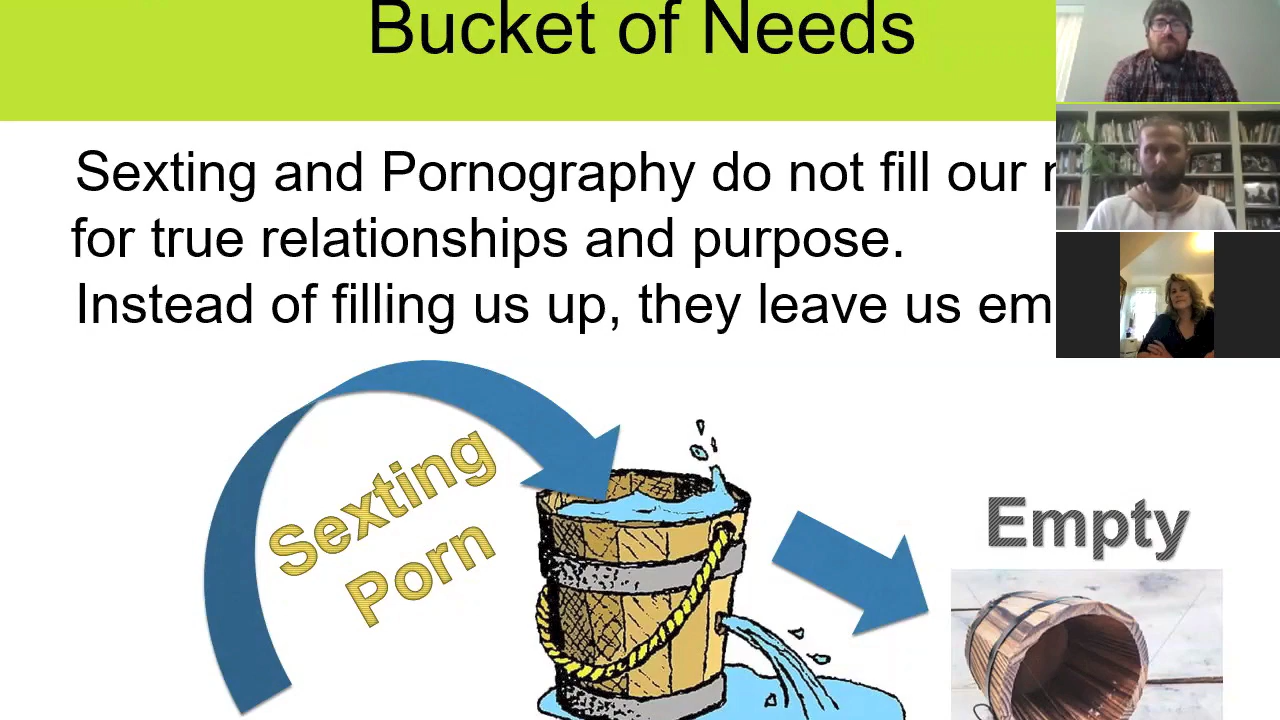 Bucket of Needs
Sexting and Pornography do not fill our
for true relationships and purpose.
Instead of filling us up, they leave us em
Sexting
Porn
Empty